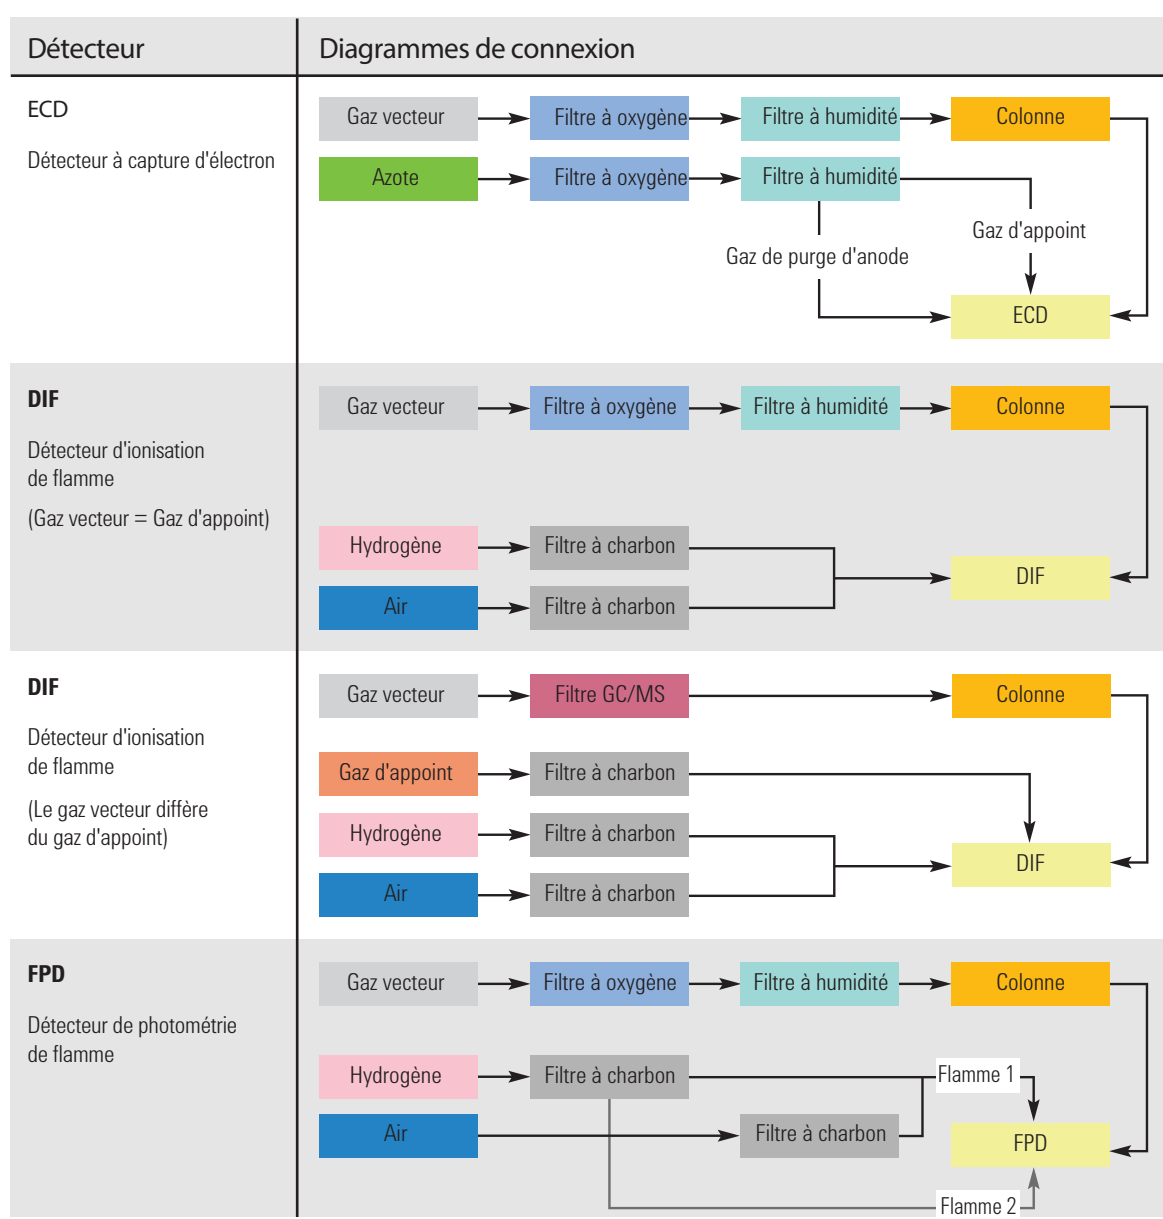 Détecteur
Diagrammes de connexion
ECD
Détecteur à capture d'électron
Gaz vecteur
Filtre à oxygène
Filtre à humidité
Colonne
Azote
Filtre à oxygène
Filtre à humidité
Gaz d'appoint
Gaz de purge d'anode
ECD
DIF
Détecteur d'ionisation
de flamme
(Gaz vecteur = Gaz d'appoint)
Gaz vecteur
Filtre à oxygène
Filtre à humidité
Colonne
Hydrogène
Filtre à charbon
DIF
Air
Filtre à charbon
DIF
Détecteur d'ionisation
de flamme
(Le gaz vecteur diffère
du gaz d'appoint)
Gaz vecteur
Filtre GC/MS
Colonne
Gaz d'appoint
Filtre à charbon
Hydrogène
Filtre à charbon
DIF
Air
Filtre à charbon
FPD
Détecteur de photométrie
de flamme
Gaz vecteur
Filtre à oxygène
Filtre à humidité
Colonne
Hydrogène
Filtre à charbon
Flamme 1
Air
Filtre à charbon
FPD
Flamme 2